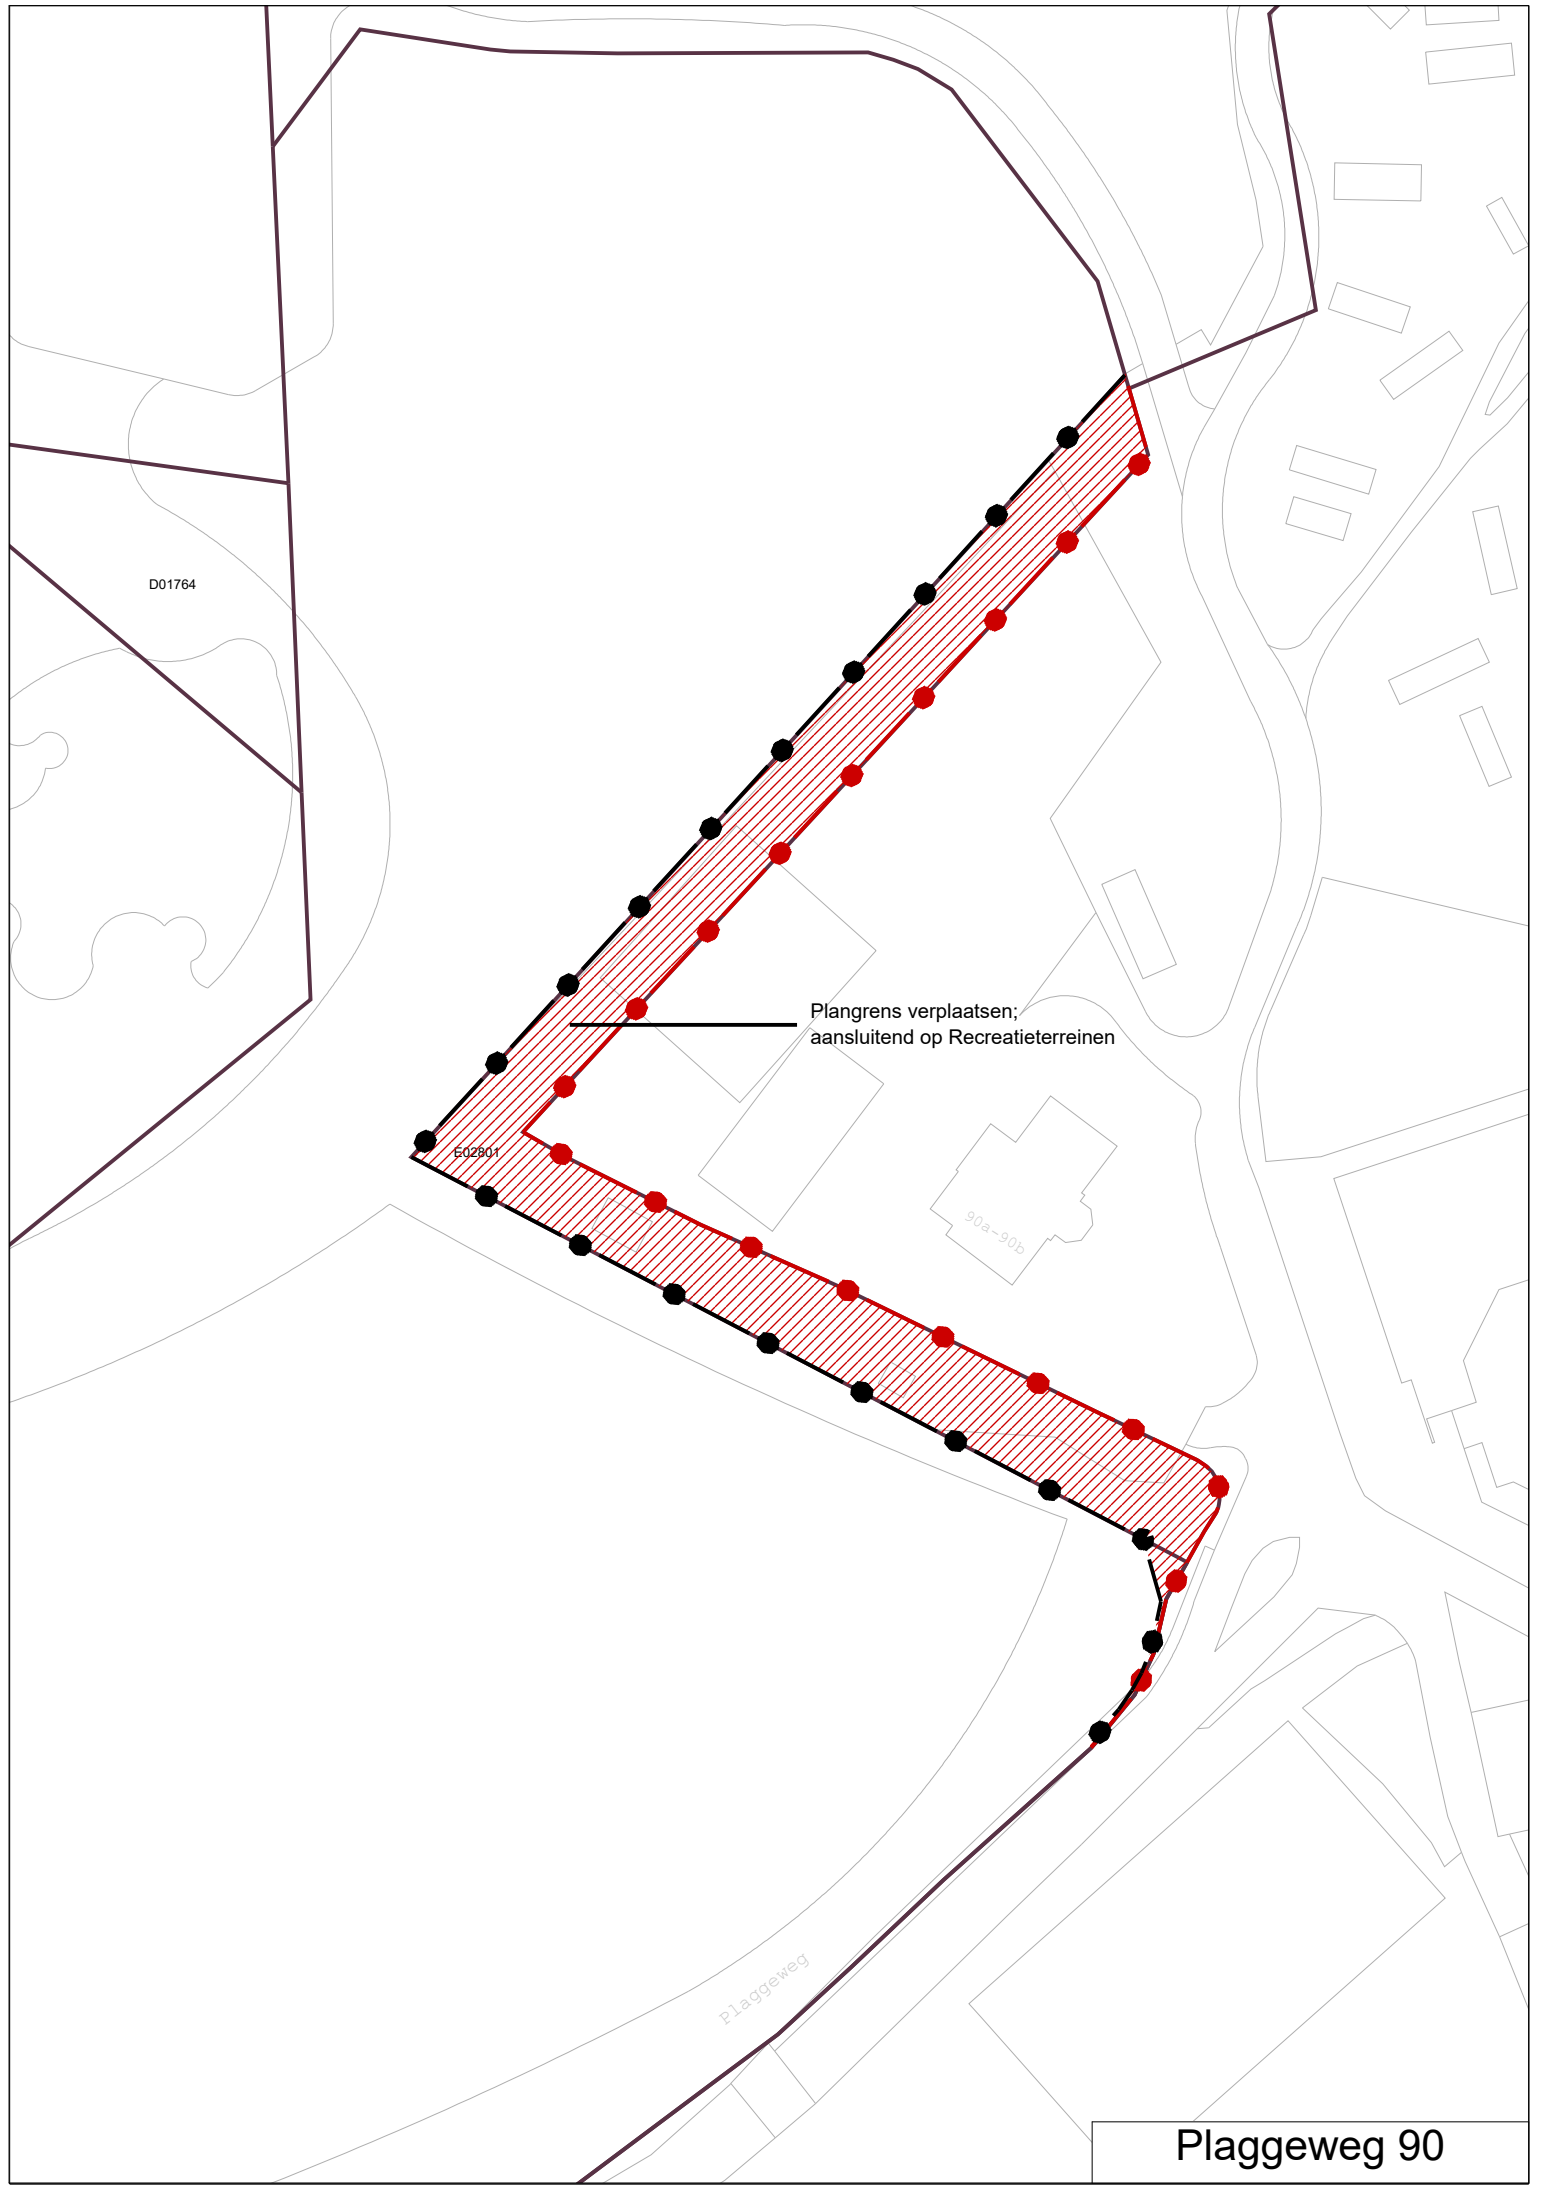 D01764
Plangrens verplaatsen;
aansluitend op Recreatieterreinen
E02801
90a-90b
Plaggeweg
Plaggeweg 90